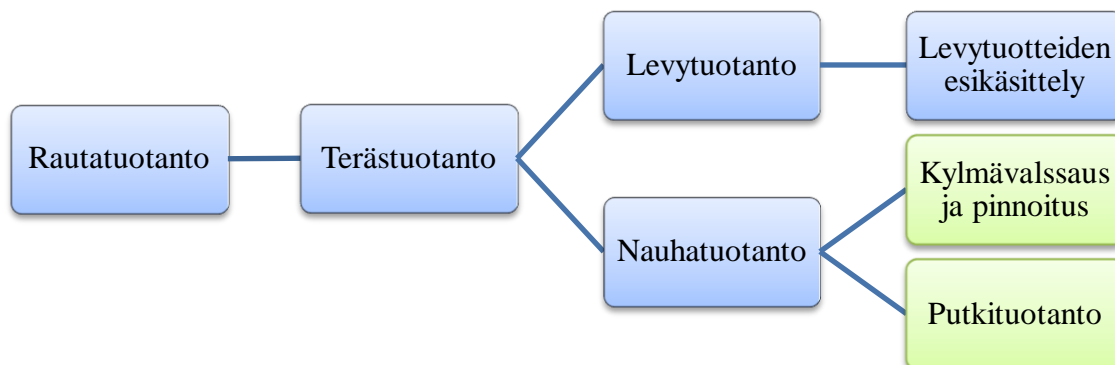 Rautatuotanto
Terästuotanto
Levytuotanto
Nauhatuotanto
Levytuotteiden
esikäsittely
Kylmävalssaus
ja pinnoitus
Putkituotanto